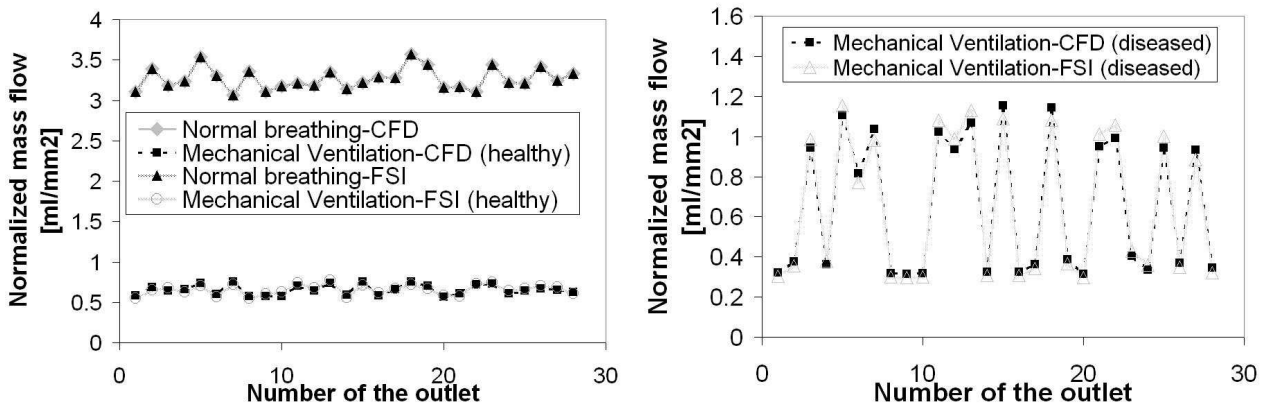 Normalized mass flow
[ml/mm2]
4
3.5
3
2.5
2
1.5
1
0.5
0
Normal breathing-CFD
Mechanical Ventilation-CFD (healthy)
Normal breathing-FSI
Mechanical Ventilation-FSI (healthy)
0
10
20
30
Number of the outlet
Normalized mass flow
[ml/mm2]
1.6
1.4
1.2
1
0.8
0.6
0.4
0.2
0
Mechanical Ventilation-CFD (diseased)
Mechanical Ventilation-FSI (diseased)
0
10
20
30
Number of the outlet